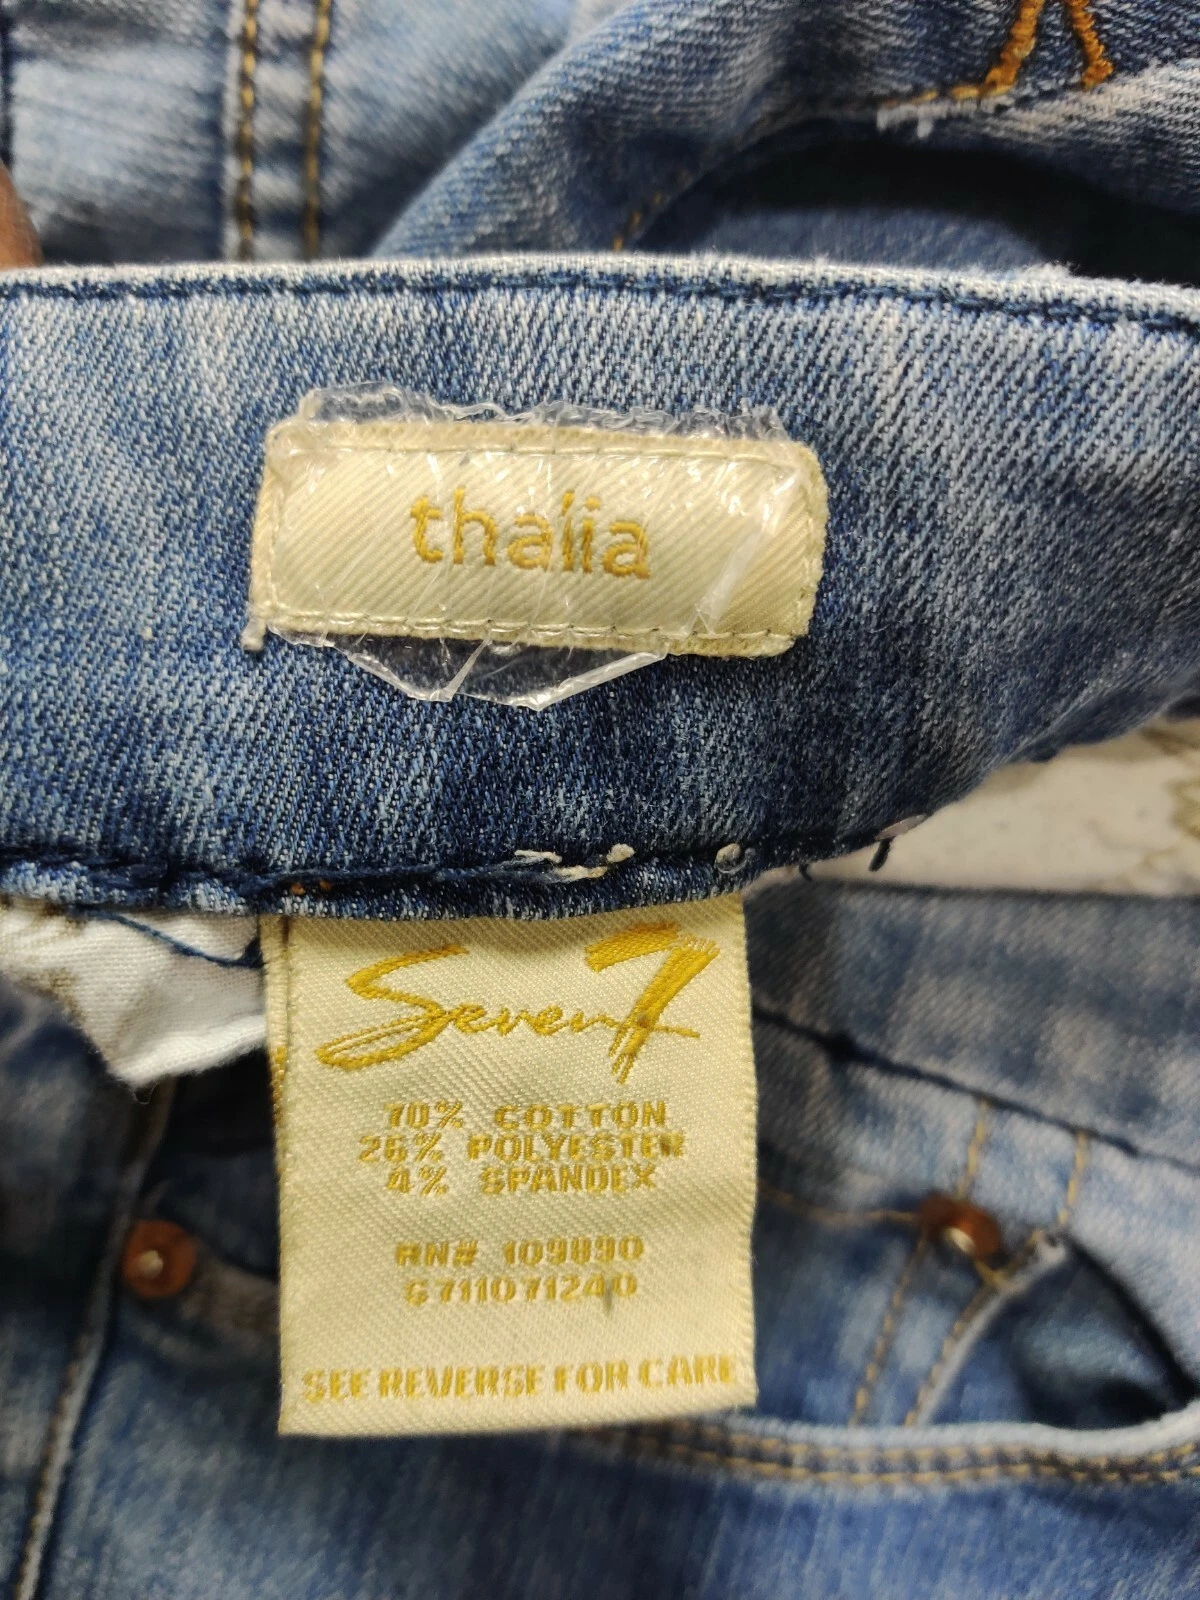 thalia
Seven7
70% COTTON
26% POLYESTER
4% SPANDEX
RN# 109890
S711071240
SEE REVERSE FOR CARE